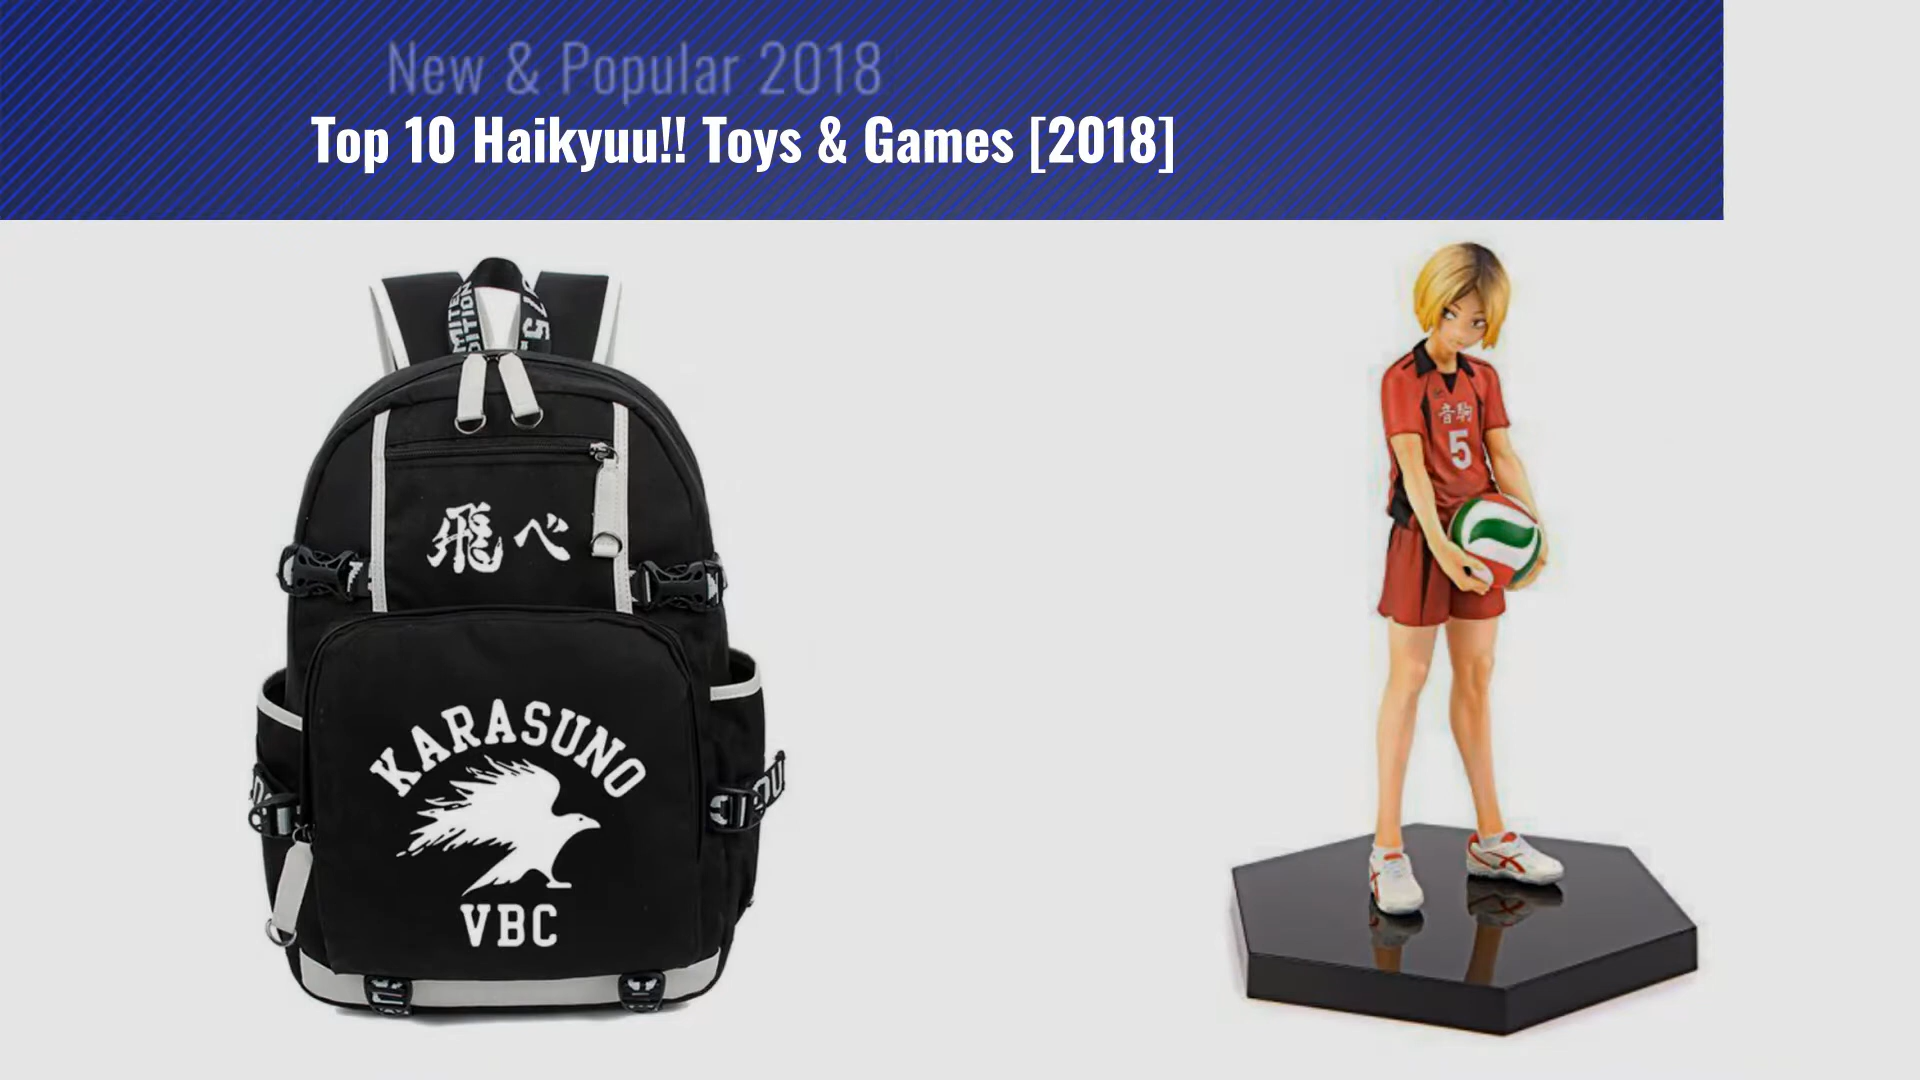 New & Popular 2018
Top 10 Haikyuu!! Toys & Games [2018]
飛べ
KARASUNO
VBC
音駒
5